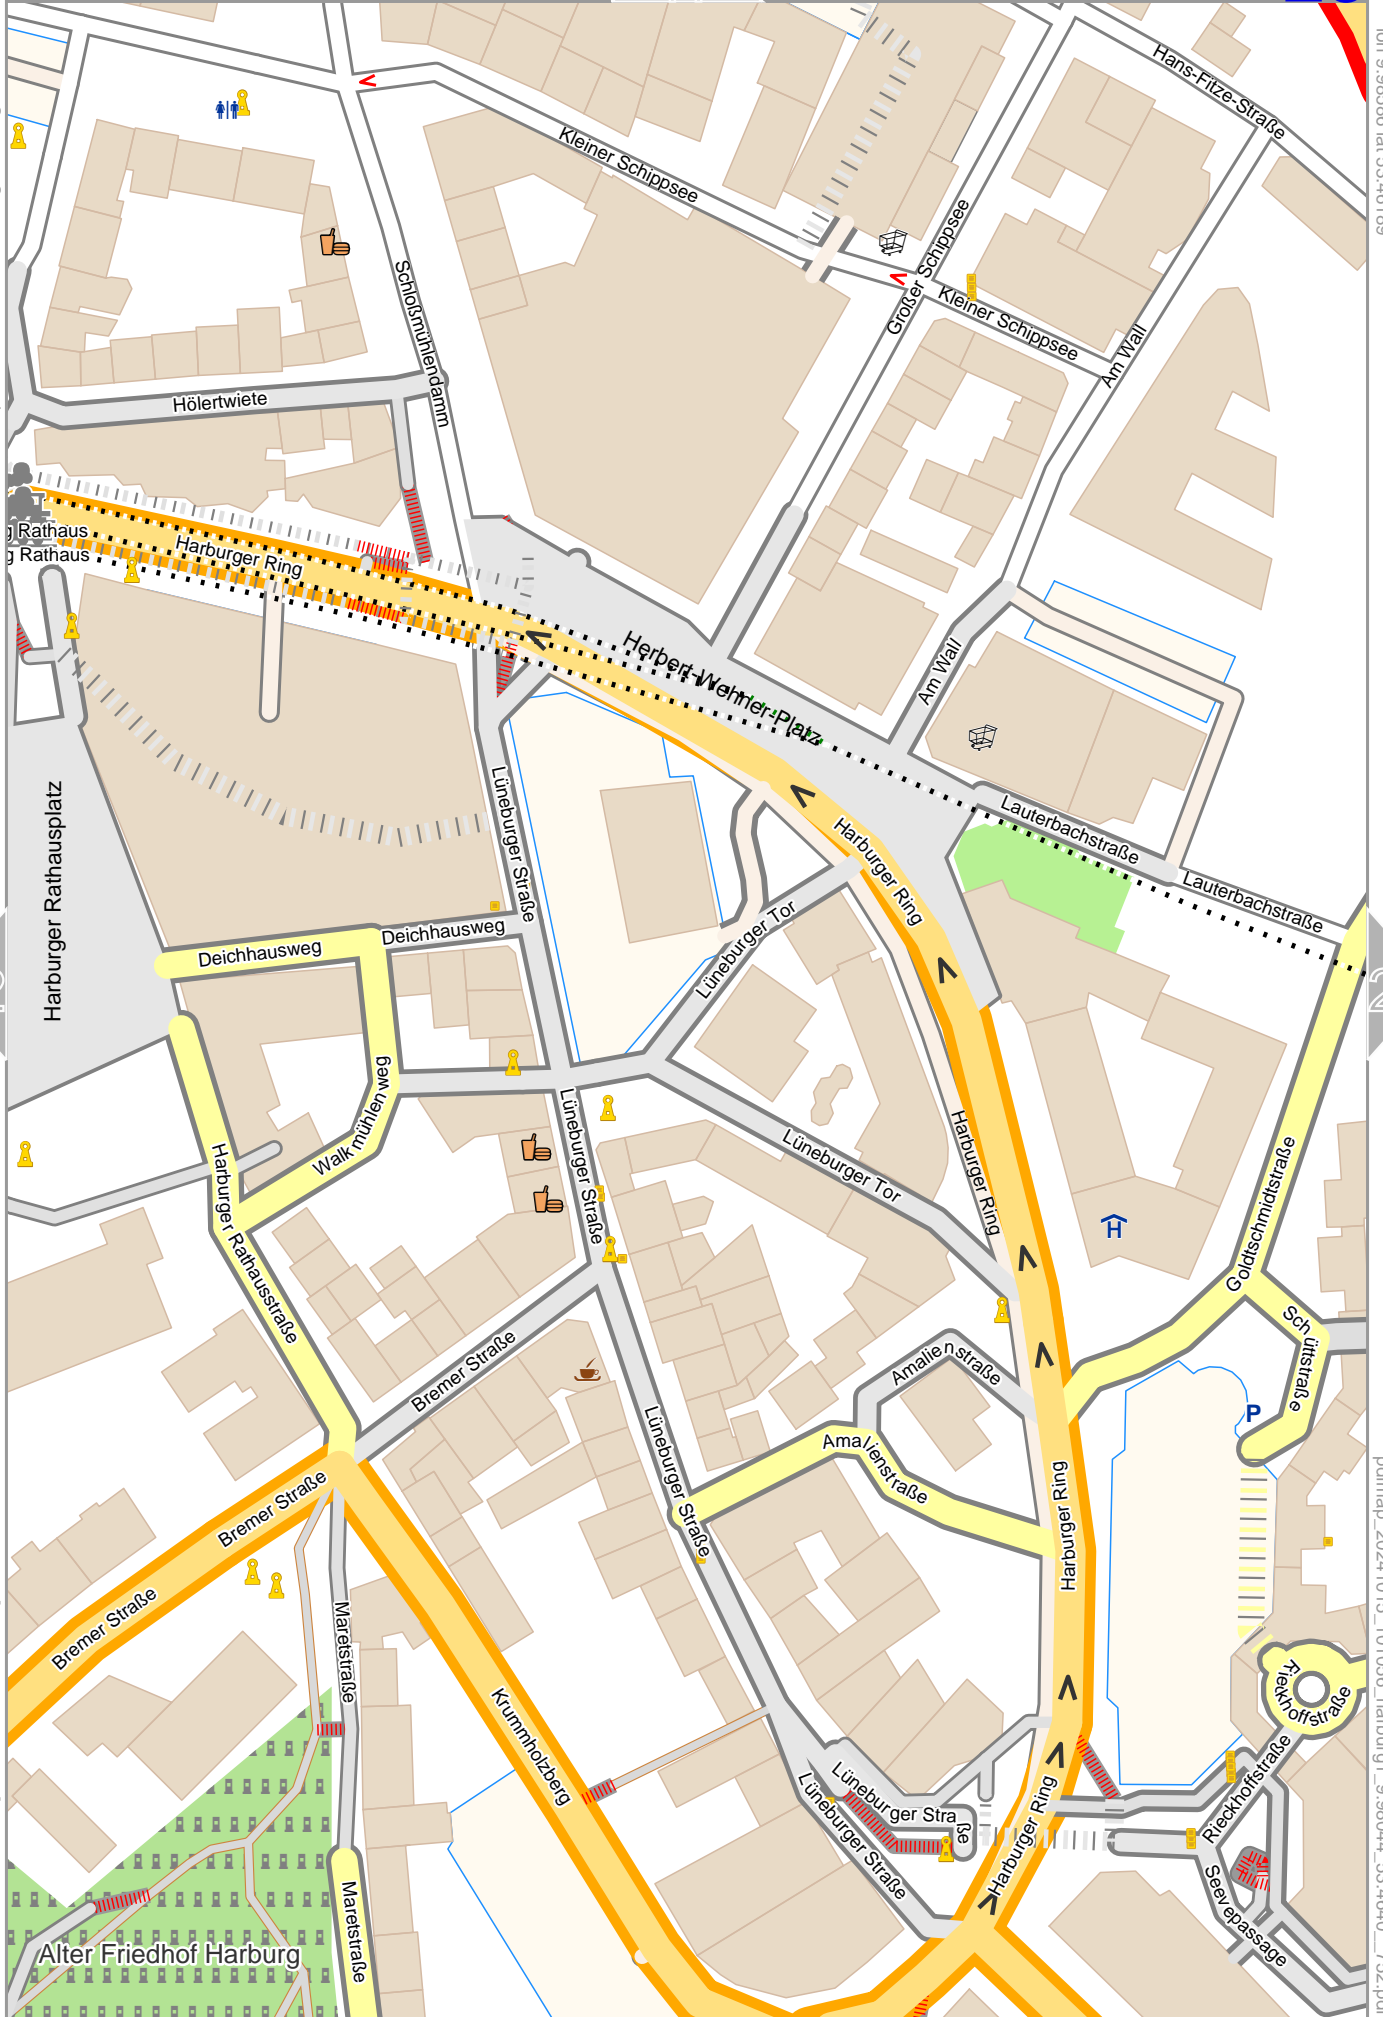 Hans-Fitze-Straße
Kleiner Schippsee
Großer Schippsee
Kleiner Schippsee
Schloßmühlendamm
Am Wall
Hölertwiete
g Rathaus
g Rathaus
Harburger Ring
Herbert-Wehner-Platz
Am Wall
Lüneburger Straße
Harburger Rathausplatz
Lauterbachstraße
Harburger Ring
Lauterbachstraße
Deichhausweg
Deichhausweg
Lüneburger Tor
Walkmühlenweg
Lüneburger Straße
Lüneburger Tor
Harburger Ring
Goldtschmidtstraße
H
Harburger Rathausstraße
Schüttstraße
Bremer Straße
Amalienstraße
P
Lüneburger Straße
Amalienstraße
Bremer Straße
Harburger Ring
Bremer Straße
Maretstraße
Krummholzberg
Rieckhoffstraße
Lüneburger Straße
Lüneburger Straße
Harburger Ring
Rieckhoffstraße
Seevepassage
Maretstraße
Alter Friedhof Harburg